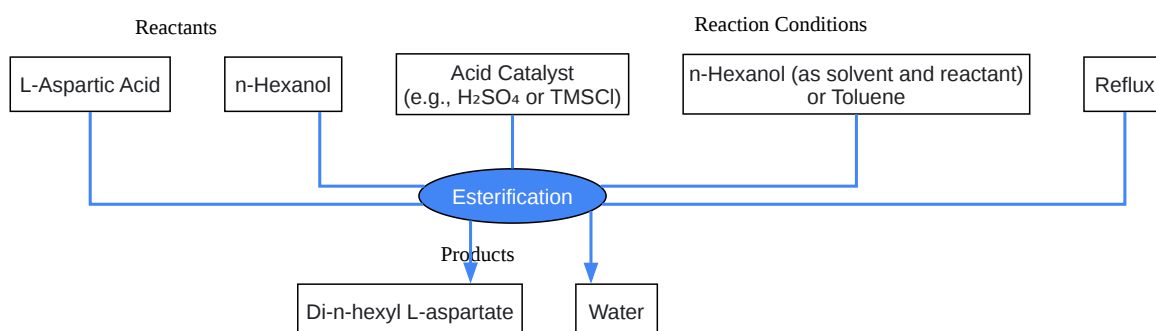 Reactants
Reaction Conditions
L-Aspartic Acid
n-Hexanol
Acid Catalyst
(e.g., H₂SO₄ or TMSCl)
n-Hexanol (as solvent and reactant)
or Toluene
Reflux
Esterification
Products
Di-n-hexyl L-aspartate
Water